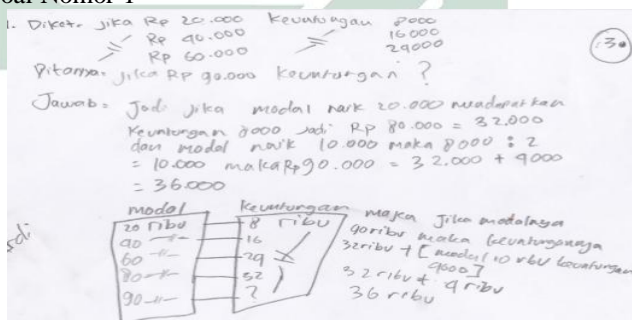 1. Diket. Jika Rp 20.000 keuntungan 8000
Rp 40.000 16000
Rp 60.000 24000
Ditanya. Jika Rp 90.000 keuntungan ?
Jawab. Jadi jika modal naik 20.000 mendapatkan
keuntungan 8000 Jadi Rp 80.000 = 32.000
dan modal naik 10.000 maka 8000 : 2
= 10.000 maka Rp 90.000 = 32.000 + 4000
= 36.000
modal keuntungan
20 ribu 8 ribu
40 -"- 16
60 -"- 24
80 -"- 32
90 -"- ?
maka jika modalnya
90 ribu maka keuntungannya
32 ribu + [modal 10 ribu keuntungan
4000]
32 ribu + 4 ribu
36 ribu